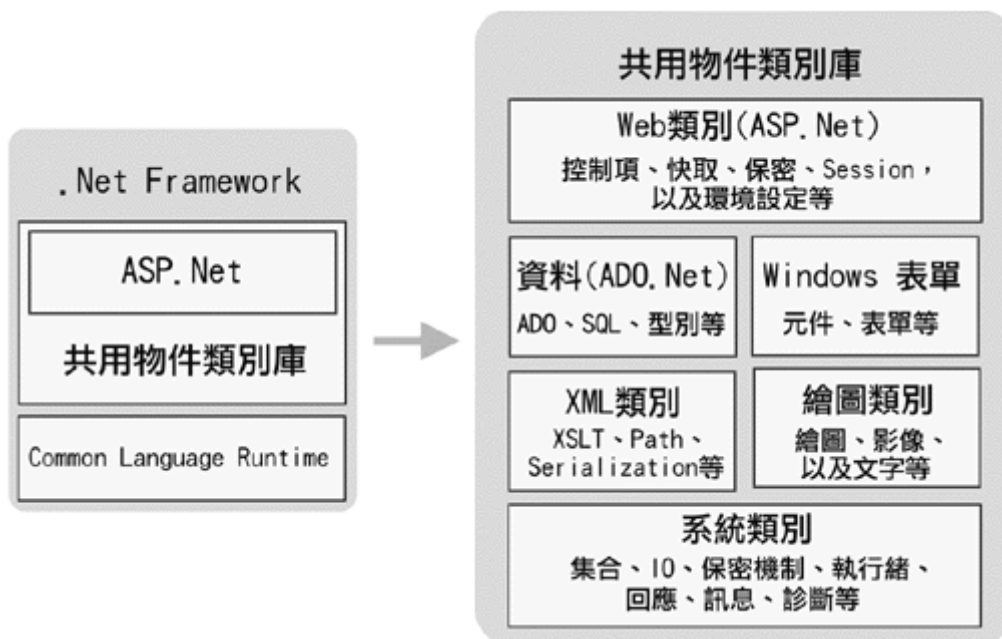 .Net Framework
ASP.Net
共用物件類別庫
Common Language Runtime
共用物件類別庫
Web類別(ASP.Net)
控制項、快取、保密、Session，
以及環境設定等
資料(ADO.Net)
ADO、SQL、型別等
Windows 表單
元件、表單等
XML類別
XSLT、Path、
Serialization等
繪圖類別
繪圖、影像、
以及文字等
系統類別
集合、IO、保密機制、執行緒、
回應、訊息、診斷等